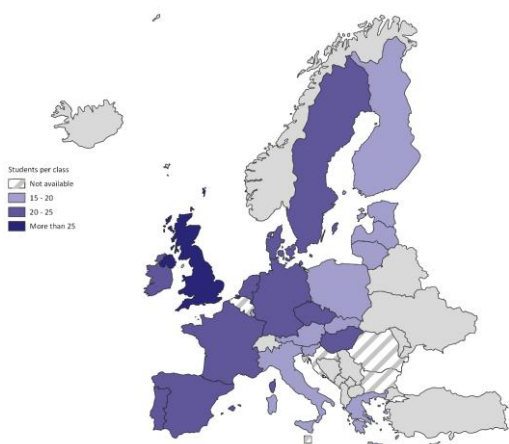 Students per class
Not available
15 - 20
20 - 25
More than 25